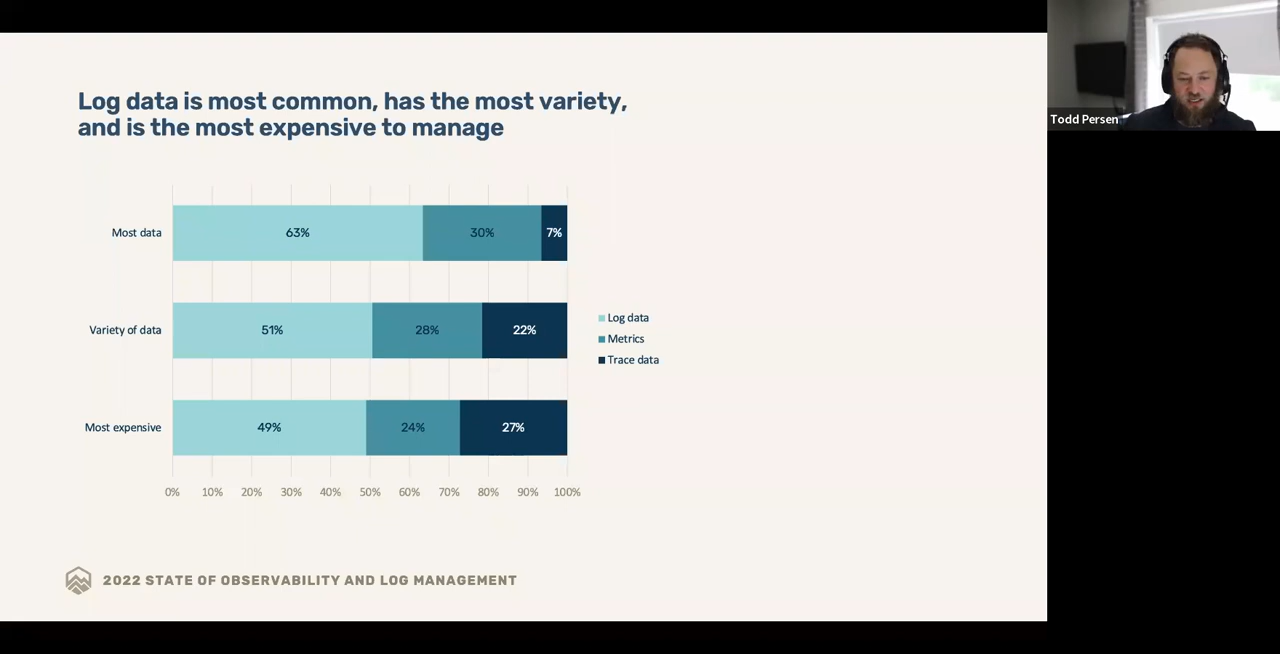 Log data is most common, has the most variety,
and is the most expensive to manage
Most data
63%
30%
7%
Variety of data
51%
28%
22%
Most expensive
49%
24%
27%
0% 10% 20% 30% 40% 50% 60% 70% 80% 90% 100%
Log data
Metrics
Trace data
2022 STATE OF OBSERVABILITY AND LOG MANAGEMENT
Todd Persen